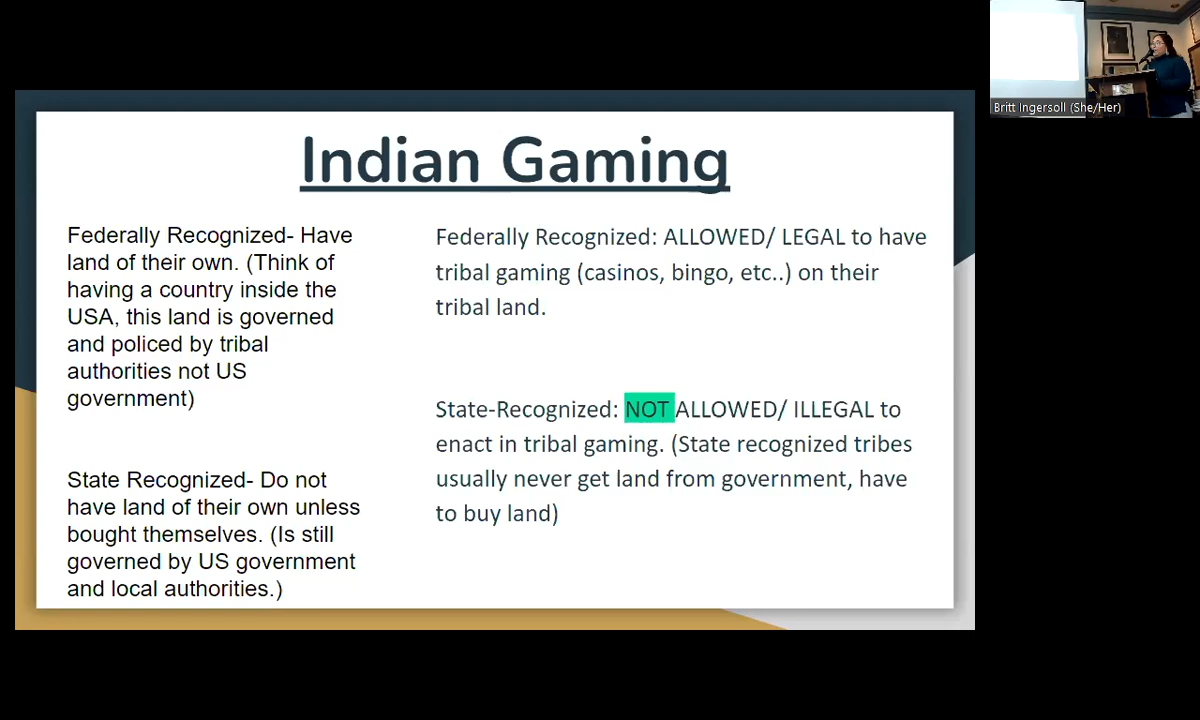 Indian Gaming
Federally Recognized- Have
land of their own. (Think of
having a country inside the
USA, this land is governed
and policed by tribal
authorities not US
government)
State Recognized- Do not
have land of their own unless
bought themselves. (Is still
governed by US government
and local authorities.)
Federally Recognized: ALLOWED/ LEGAL to have
tribal gaming (casinos, bingo, etc..) on their
tribal land.
State-Recognized: NOT ALLOWED/ ILLEGAL to
enact in tribal gaming. (State recognized tribes
usually never get land from government, have
to buy land)
Britt Ingersoll (She/Her)